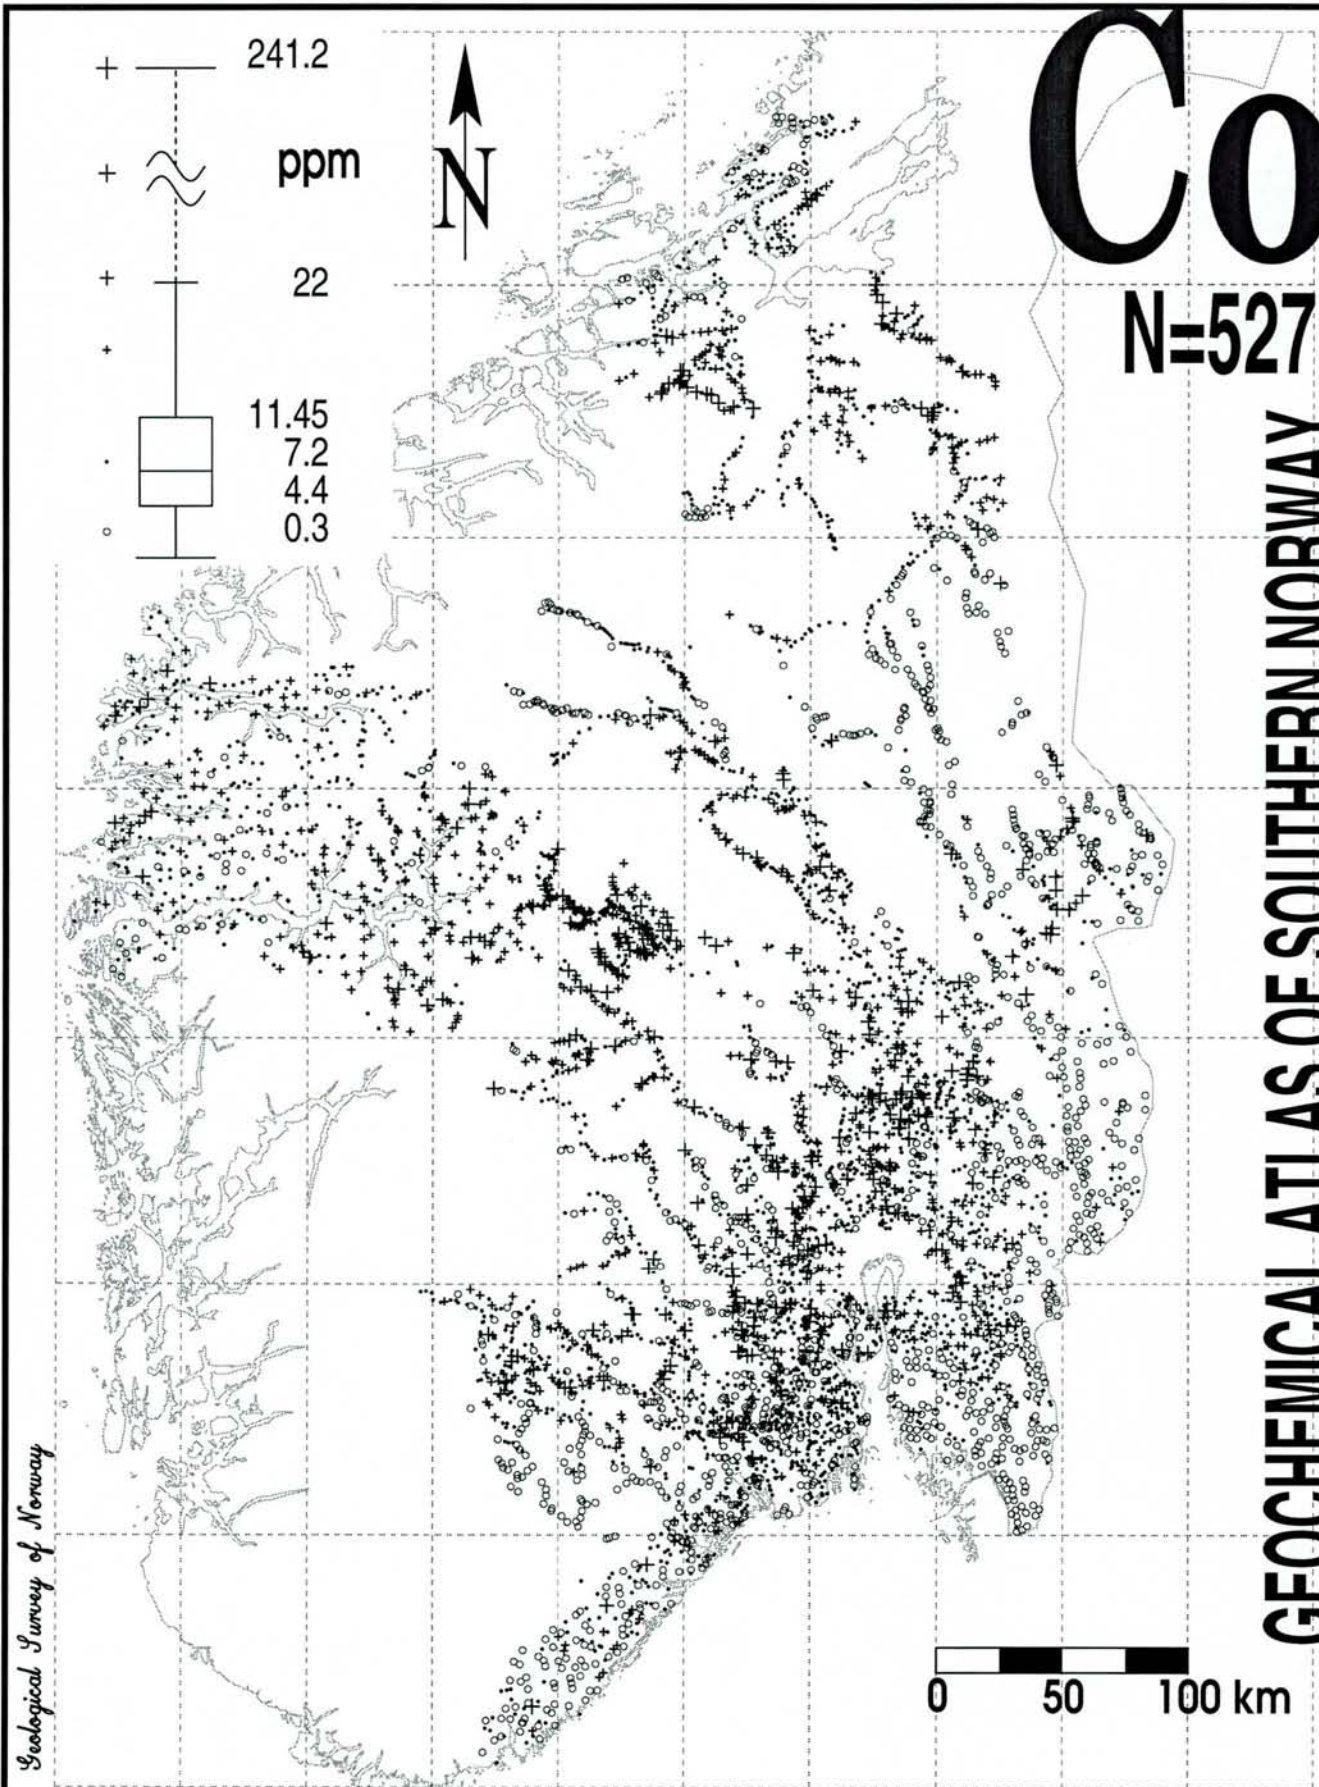 241.2
ppm
22
11.45
7.2
4.4
0.3
N
Co
N=527
GEOCHEMICAL ATLAS OF SOUTHERN NORWAY
Geological Survey of Norway
0 50 100 km